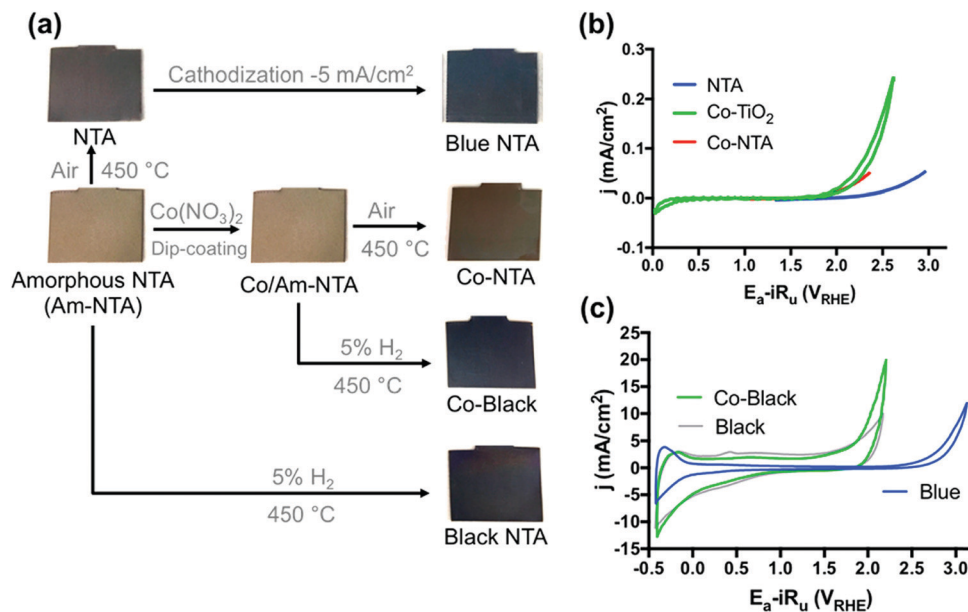 (a)
NTA
Cathodization -5 mA/cm²
Blue NTA
Air 450 °C
Amorphous NTA
(Am-NTA)
Co(NO₃)₂
Dip-coating
Co/Am-NTA
Air
450 °C
Co-NTA
5% H₂
450 °C
Co-Black
5% H₂
450 °C
Black NTA
(b)
j (mA/cm²)
0.3
0.2
0.1
0.0
-0.1
NTA
Co-TiO₂
Co-NTA
0.0 0.5 1.0 1.5 2.0 2.5 3.0
Eₐ-iRᵤ (V_RHE)
(c)
j (mA/cm²)
25
20
15
10
5
0
-5
-10
-15
Co-Black
Black
Blue
-0.5 0.0 0.5 1.0 1.5 2.0 2.5 3.0
Eₐ-iRᵤ (V_RHE)